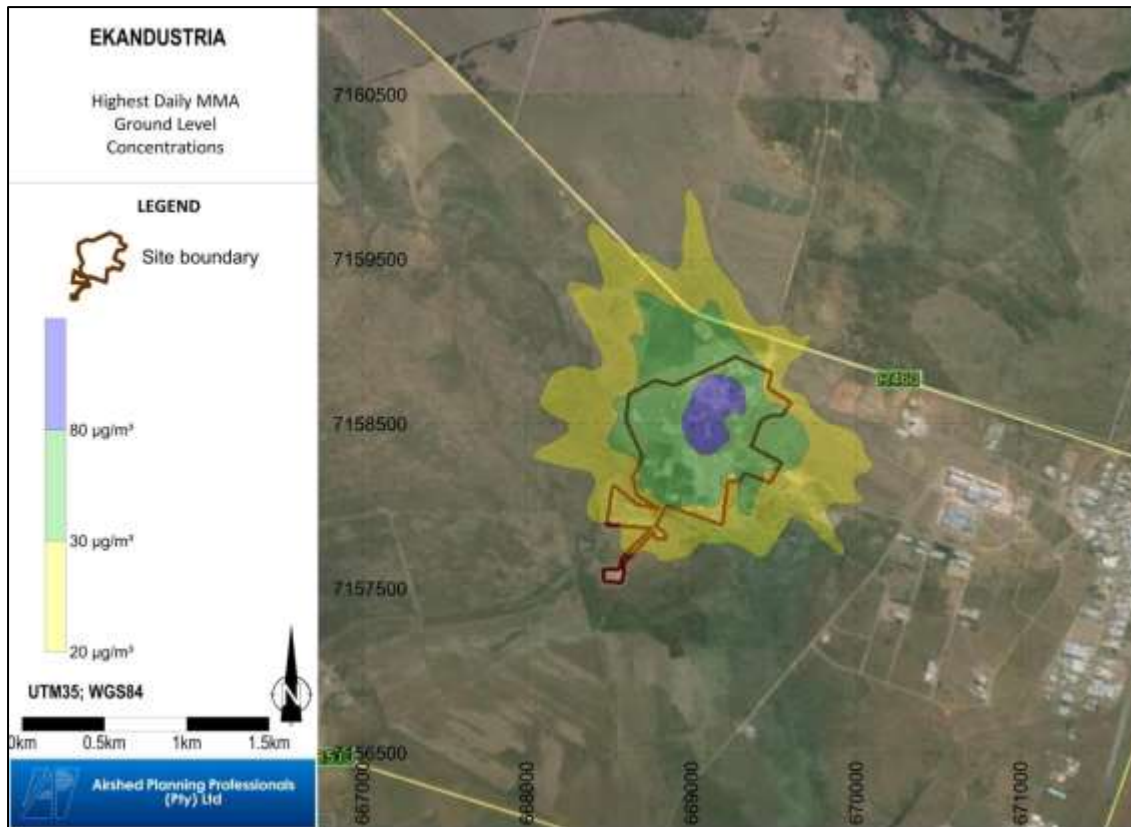 EKANDUSTRIA
Highest Daily MMA
Ground Level
Concentrations
LEGEND
Site boundary
80 µg/m³
30 µg/m³
20 µg/m³
UTM35; WGS84
N
0km
0.5km
1km
1.5km
Airshed Planning Professionals
(Pty) Ltd
7160500
7159500
7158500
7157500
7156500
667000
668000
669000
670000
671000